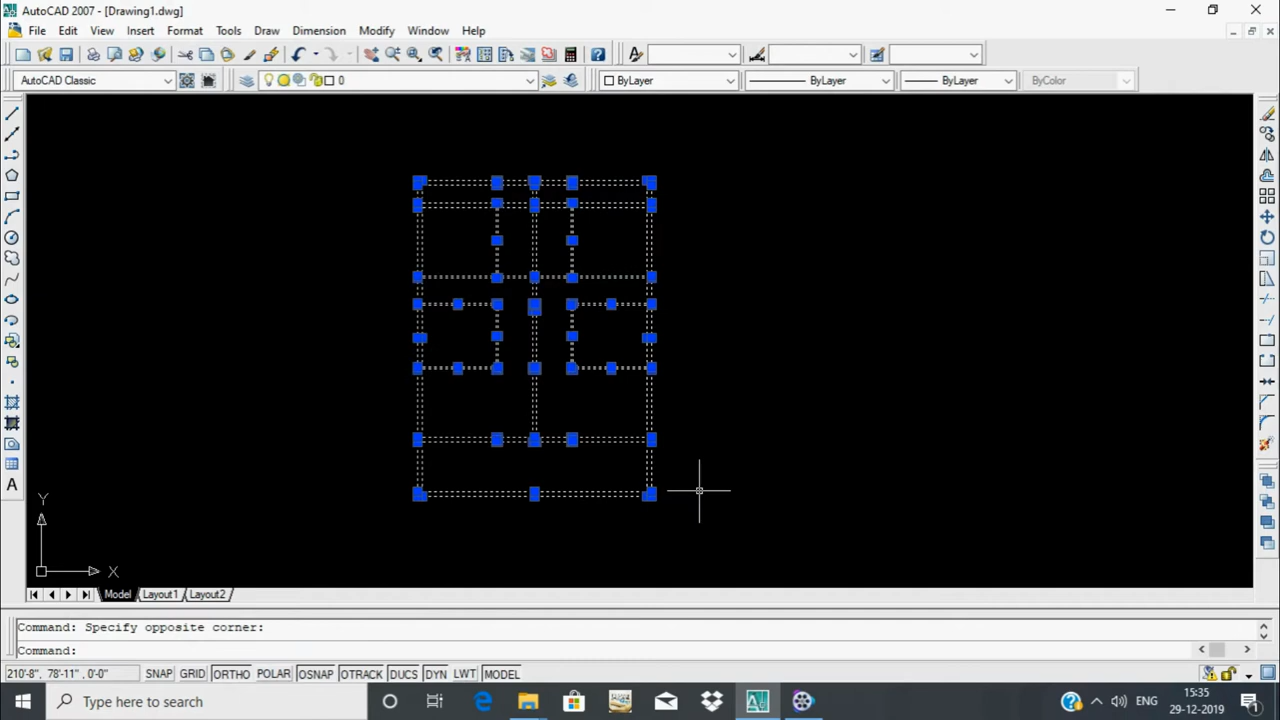 AutoCAD 2007 - [Drawing1.dwg]
File Edit View Insert Format Tools Draw Dimension Modify Window Help
AutoCAD Classic 0 ByLayer ByLayer ByLayer ByColor
Y
X
Model Layout1 Layout2
Command: Specify opposite corner:
Command:
210'-8", 78'-11" , 0'-0" SNAP GRID ORTHO POLAR OSNAP OTRACK DUCS DYN LWT MODEL
Type here to search
ENG
15:35
29-12-2019
1